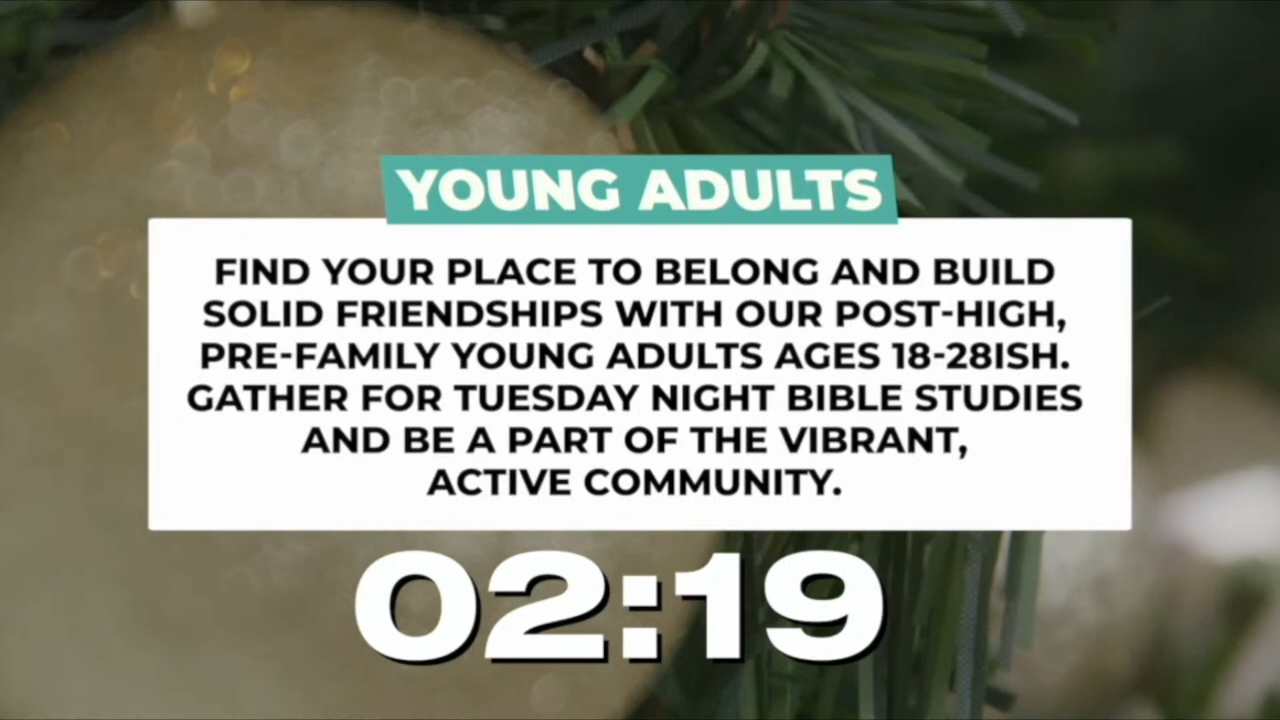 YOUNG ADULTS
FIND YOUR PLACE TO BELONG AND BUILD
SOLID FRIENDSHIPS WITH OUR POST-HIGH,
PRE-FAMILY YOUNG ADULTS AGES 18-28ISH.
GATHER FOR TUESDAY NIGHT BIBLE STUDIES
AND BE A PART OF THE VIBRANT,
ACTIVE COMMUNITY.
02:19